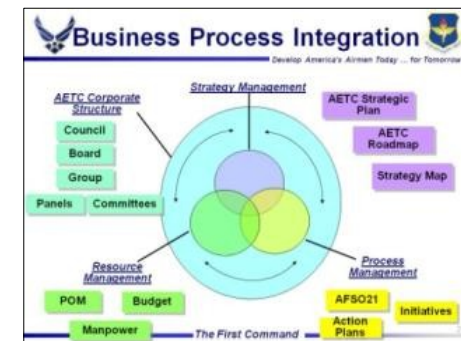 Business Process Integration
Develop America's Airmen Today ... for Tomorrow
Strategy Management
AETC Corporate
Structure
Council
Board
Group
Panels
Committees
AETC Strategic
Plan
AETC
Roadmap
Strategy Map
Resource
Management
POM
Budget
Manpower
Process
Management
AFSO21
Initiatives
Action
Plans
The First Command